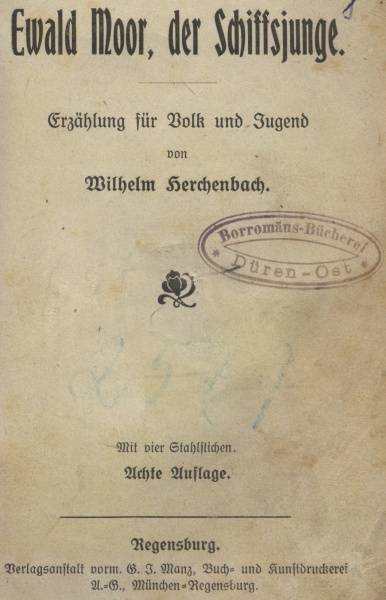 Ewald Moor, der Schiffsjunge.
Erzählung für Volk und Jugend
von
Wilhelm Herchenbach.
Borromäus-Bücherei
* Düren-Ost *
Mit vier Stahlstichen.
Achte Auflage.
Regensburg.
Verlagsanstalt vorm. G. J. Manz, Buch- und Kunstdruckerei
A.-G., München-Regensburg.